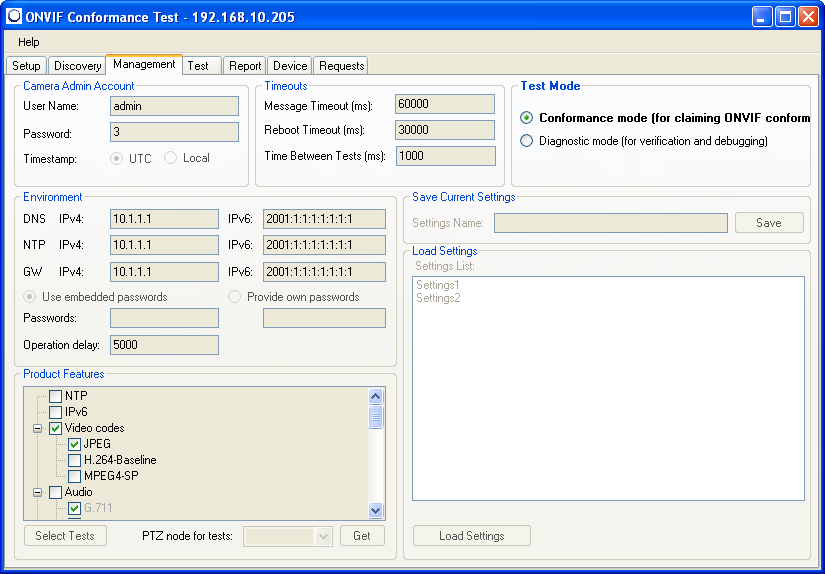 ONVIF Conformance Test - 192.168.10.205
Help
Setup Discovery Management Test Report Device Requests
Camera Admin Account
User Name: admin
Password: 3
Timestamp: UTC Local
Timeouts
Message Timeout (ms): 60000
Reboot Timeout (ms): 30000
Time Between Tests (ms): 1000
Test Mode
Conformance mode (for claiming ONVIF conform
Diagnostic mode (for verification and debugging)
Environment
DNS IPv4: 10.1.1.1 IPv6: 2001:1:1:1:1:1:1:1
NTP IPv4: 10.1.1.1 IPv6: 2001:1:1:1:1:1:1:1
GW IPv4: 10.1.1.1 IPv6: 2001:1:1:1:1:1:1:1
Use embedded passwords Provide own passwords
Passwords:
Operation delay: 5000
Save Current Settings
Settings Name: Save
Load Settings
Settings List:
Settings1
Settings2
Load Settings
Product Features
NTP
IPv6
Video codes
JPEG
H.264-Baseline
MPEG4-SP
Audio
G.711
Select Tests PTZ node for tests: Get